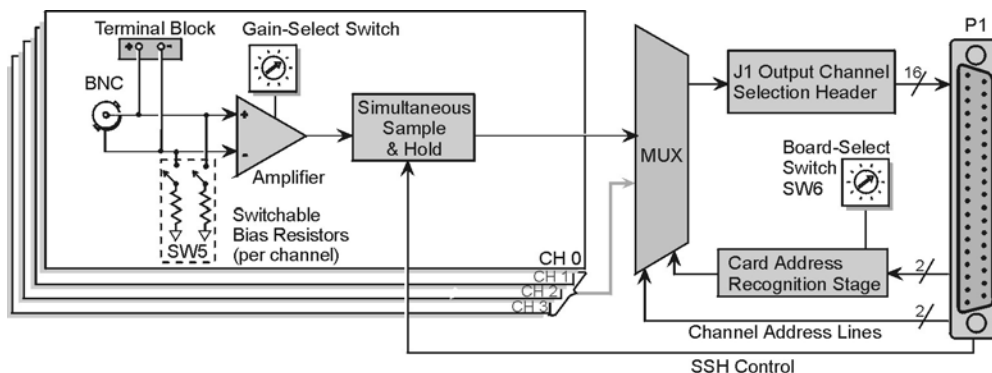 Terminal Block
+ -
BNC
Gain-Select Switch
+
-
Amplifier
Simultaneous
Sample
& Hold
SW5
Switchable
Bias Resistors
(per channel)
CH 0
CH 1
CH 2
CH 3
MUX
J1 Output Channel
Selection Header
16
P1
Board-Select
Switch
SW6
Card Address
Recognition Stage
2
2
Channel Address Lines
SSH Control